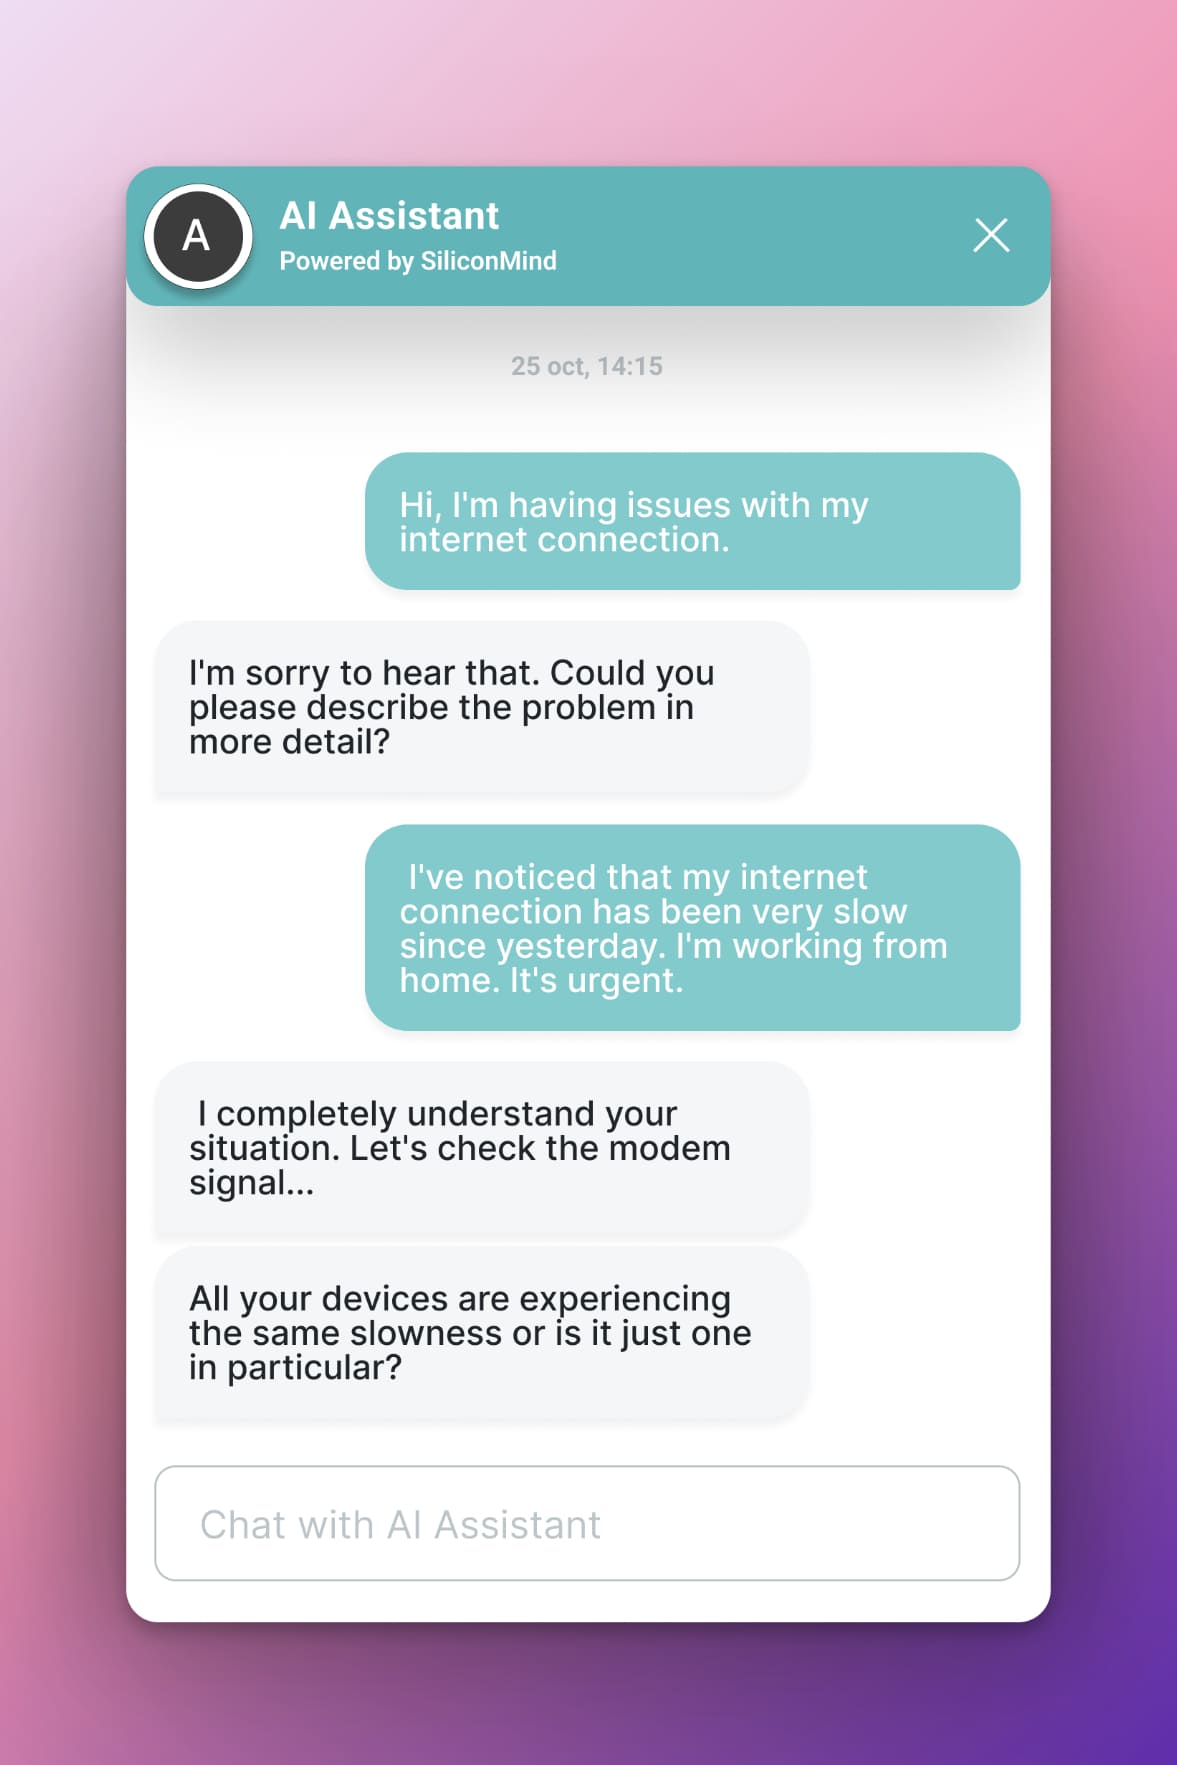 A
AI Assistant
Powered by SiliconMind
25 oct, 14:15
Hi, I'm having issues with my
internet connection.
I'm sorry to hear that. Could you
please describe the problem in
more detail?
I've noticed that my internet
connection has been very slow
since yesterday. I'm working from
home. It's urgent.
I completely understand your
situation. Let's check the modem
signal...
All your devices are experiencing
the same slowness or is it just one
in particular?
Chat with AI Assistant